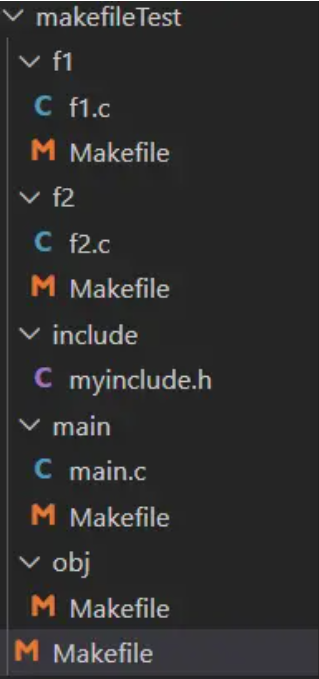 makefileTest
f1
C f1.c
M Makefile
f2
C f2.c
M Makefile
include
C myinclude.h
main
C main.c
M Makefile
obj
M Makefile
M Makefile